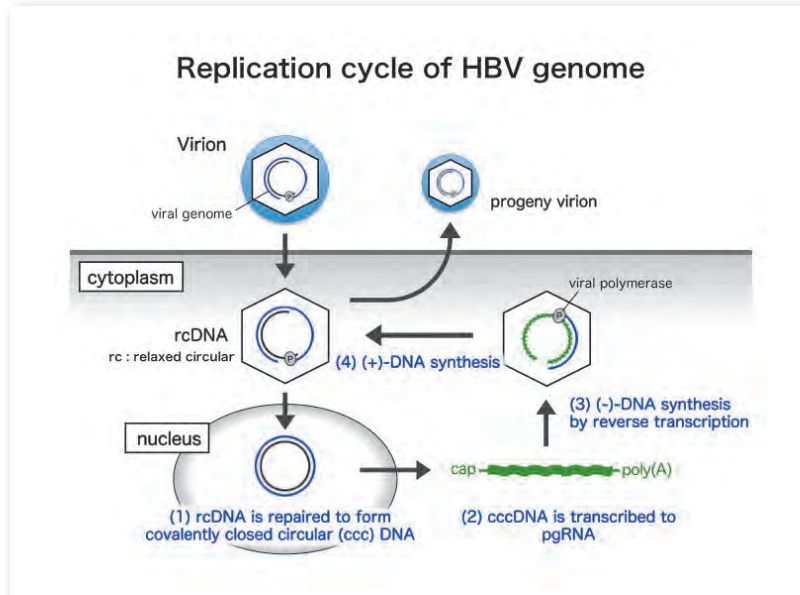 Replication cycle of HBV genome
Virion
viral genome
P
P
progeny virion
cytoplasm
viral polymerase
P
rcDNA
rc : relaxed circular
P
(4) (+)-DNA synthesis
(3) (-)-DNA synthesis
by reverse transcription
nucleus
cap
poly(A)
(1) rcDNA is repaired to form
covalently closed circular (ccc) DNA
(2) cccDNA is transcribed to
pgRNA